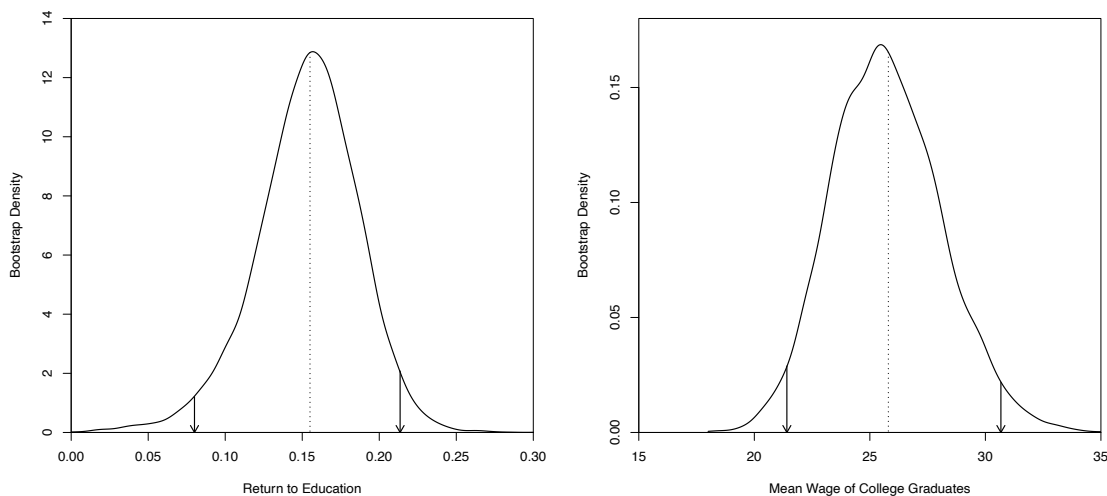 14
12
10
8
6
4
2
0
Bootstrap Density
0.00 0.05 0.10 0.15 0.20 0.25 0.30
Return to Education
0.15
0.10
0.05
0.00
Bootstrap Density
15 20 25 30 35
Mean Wage of College Graduates